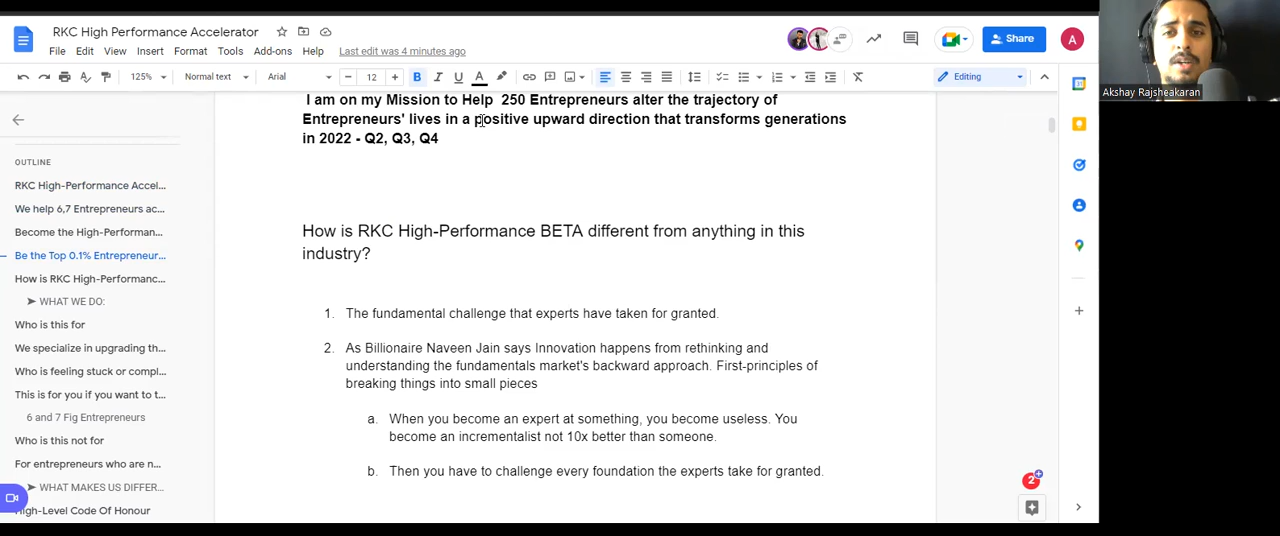 RKC High Performance Accelerator
File Edit View Insert Format Tools Add-ons Help Last edit was 4 minutes ago
Share
A
Akshay Rajsheakaran
125% Normal text Arial 12 B I U A Editing
I am on my Mission to Help 250 Entrepreneurs alter the trajectory of
Entrepreneurs' lives in a positive upward direction that transforms generations
in 2022 - Q2, Q3, Q4
OUTLINE
RKC High-Performance Accel...
We help 6,7 Entrepreneurs ac...
Become the High-Performan...
Be the Top 0.1% Entrepreneur...
How is RKC High-Performanc...
➤ WHAT WE DO:
Who is this for
We specialize in upgrading th...
Who is feeling stuck or compl...
This is for you if you want to t...
6 and 7 Fig Entrepreneurs
Who is this not for
For entrepreneurs who are n...
➤ WHAT MAKES US DIFFER...
High-Level Code Of Honour
How is RKC High-Performance BETA different from anything in this
industry?
1. The fundamental challenge that experts have taken for granted.
2. As Billionaire Naveen Jain says Innovation happens from rethinking and
understanding the fundamentals market's backward approach. First-principles of
breaking things into small pieces
a. When you become an expert at something, you become useless. You
become an incrementalist not 10x better than someone.
b. Then you have to challenge every foundation the experts take for granted.
2